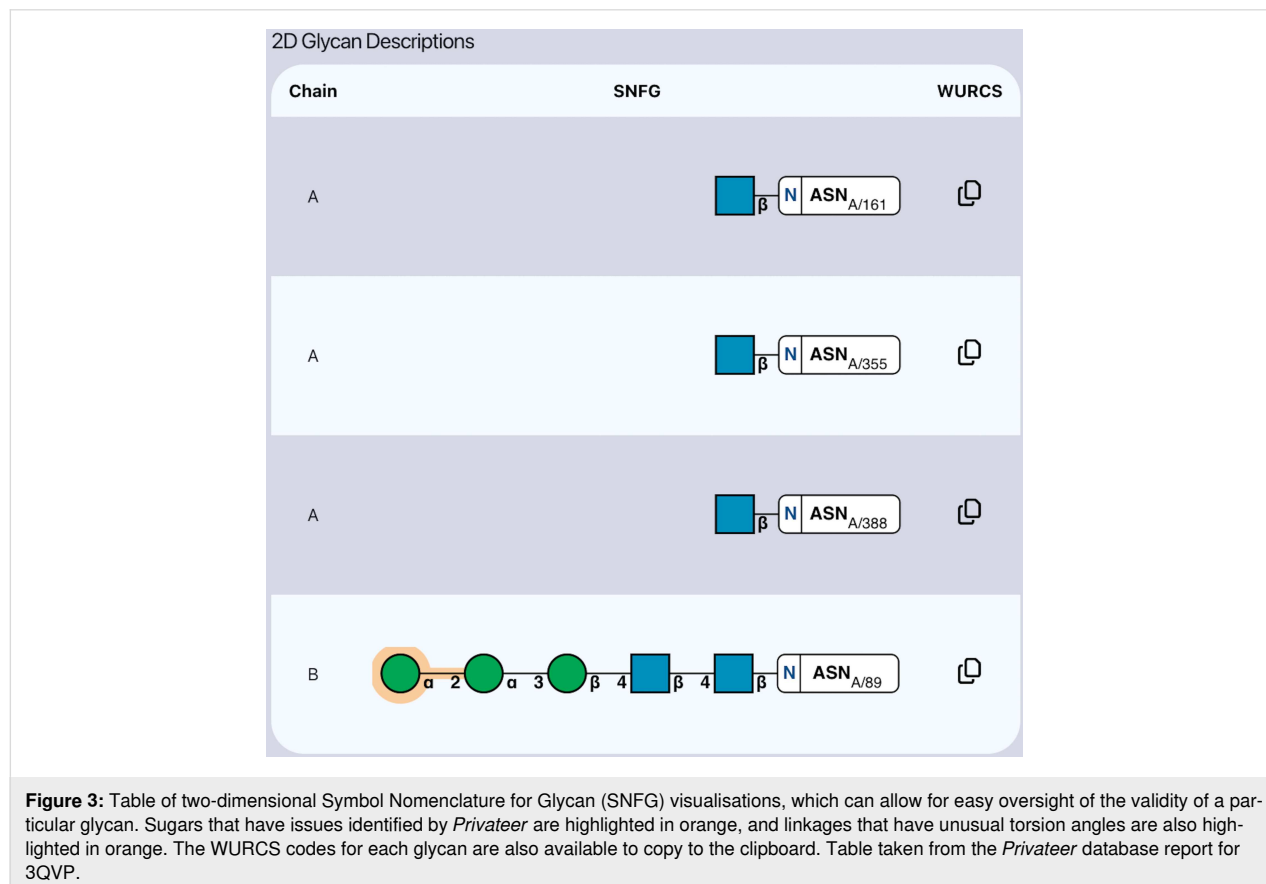 2D Glycan Descriptions
Chain SNFG WURCS
A β N ASN A/161
A β N ASN A/355
A β N ASN A/388
B α 2 α 3 β 4 β 4 β N ASN A/89
Figure 3: Table of two-dimensional Symbol Nomenclature for Glycan (SNFG) visualisations, which can allow for easy oversight of the validity of a par-
ticular glycan. Sugars that have issues identified by Privateer are highlighted in orange, and linkages that have unusual torsion angles are also high-
lighted in orange. The WURCS codes for each glycan are also available to copy to the clipboard. Table taken from the Privateer database report for
3QVP.